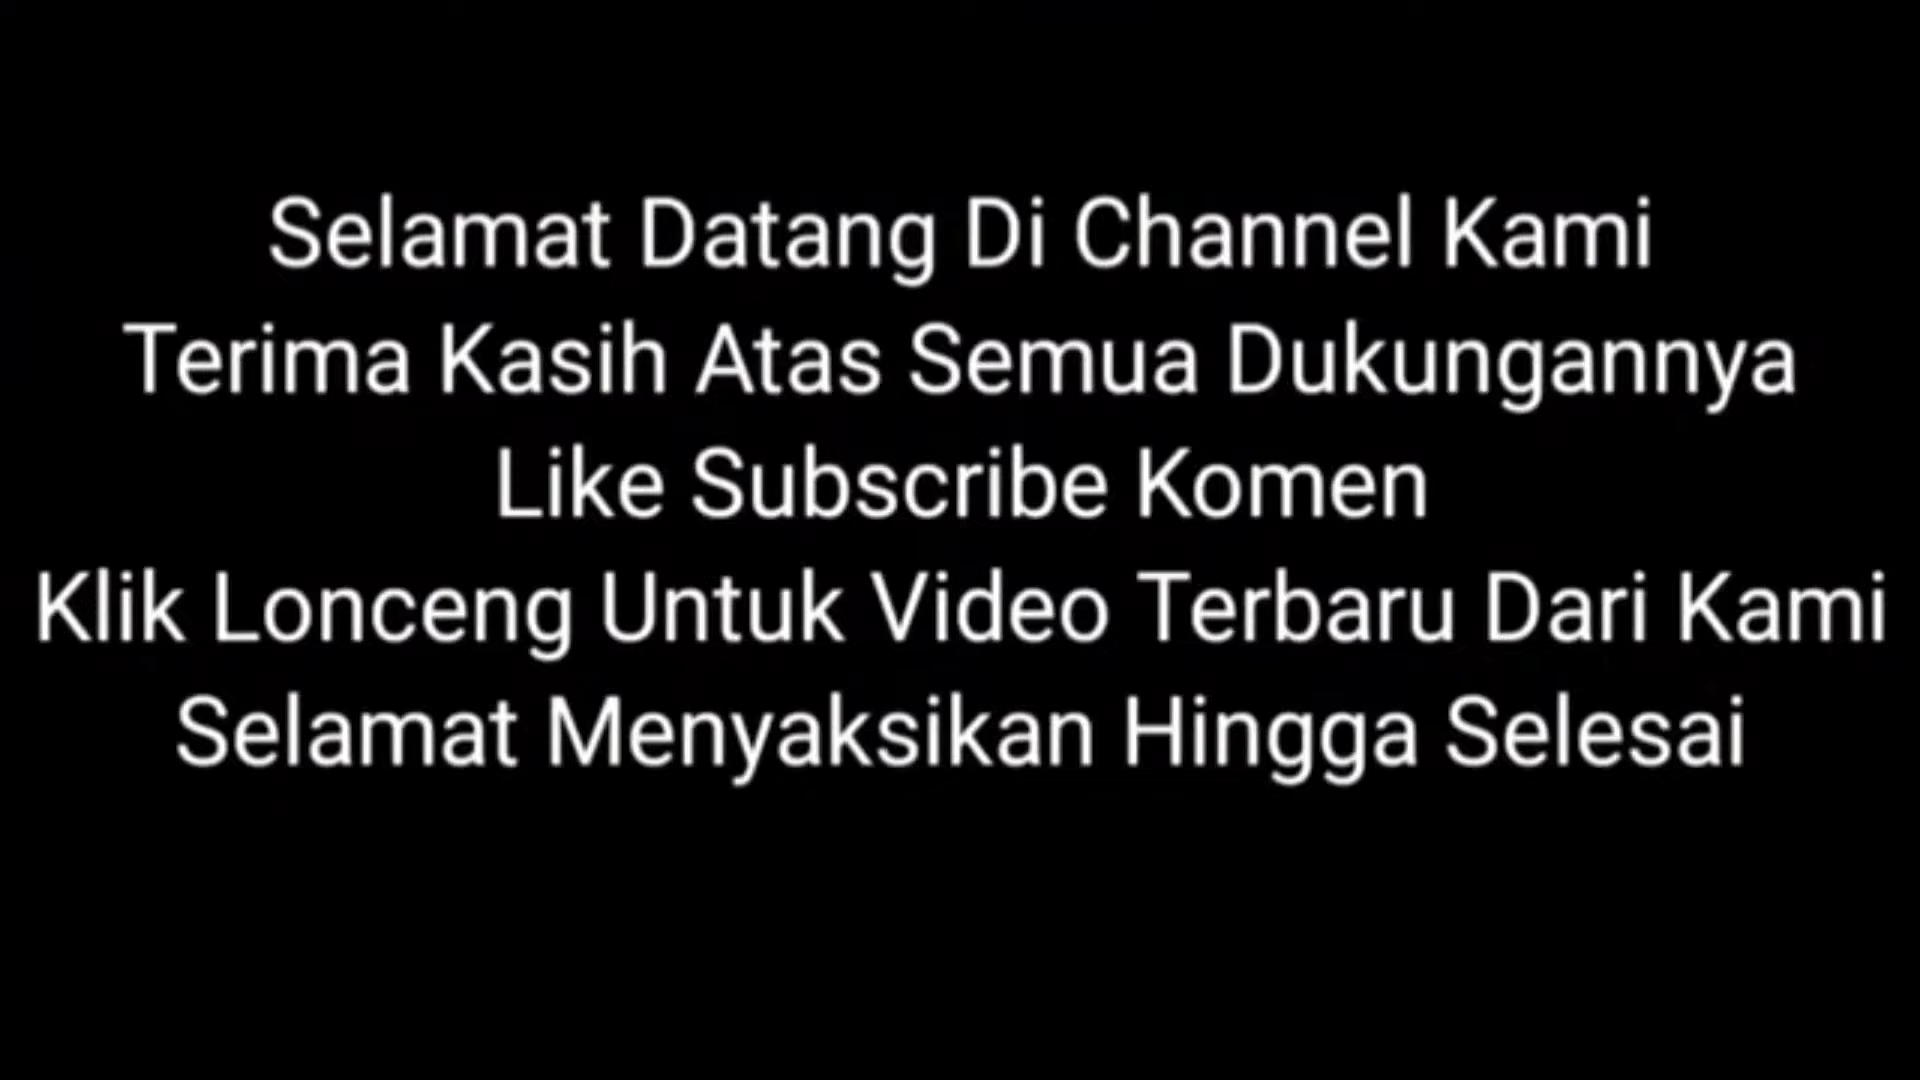 Selamat Datang Di Channel Kami
Terima Kasih Atas Semua Dukungannya
Like Subscribe Komen
Klik Lonceng Untuk Video Terbaru Dari Kami
Selamat Menyaksikan Hingga Selesai